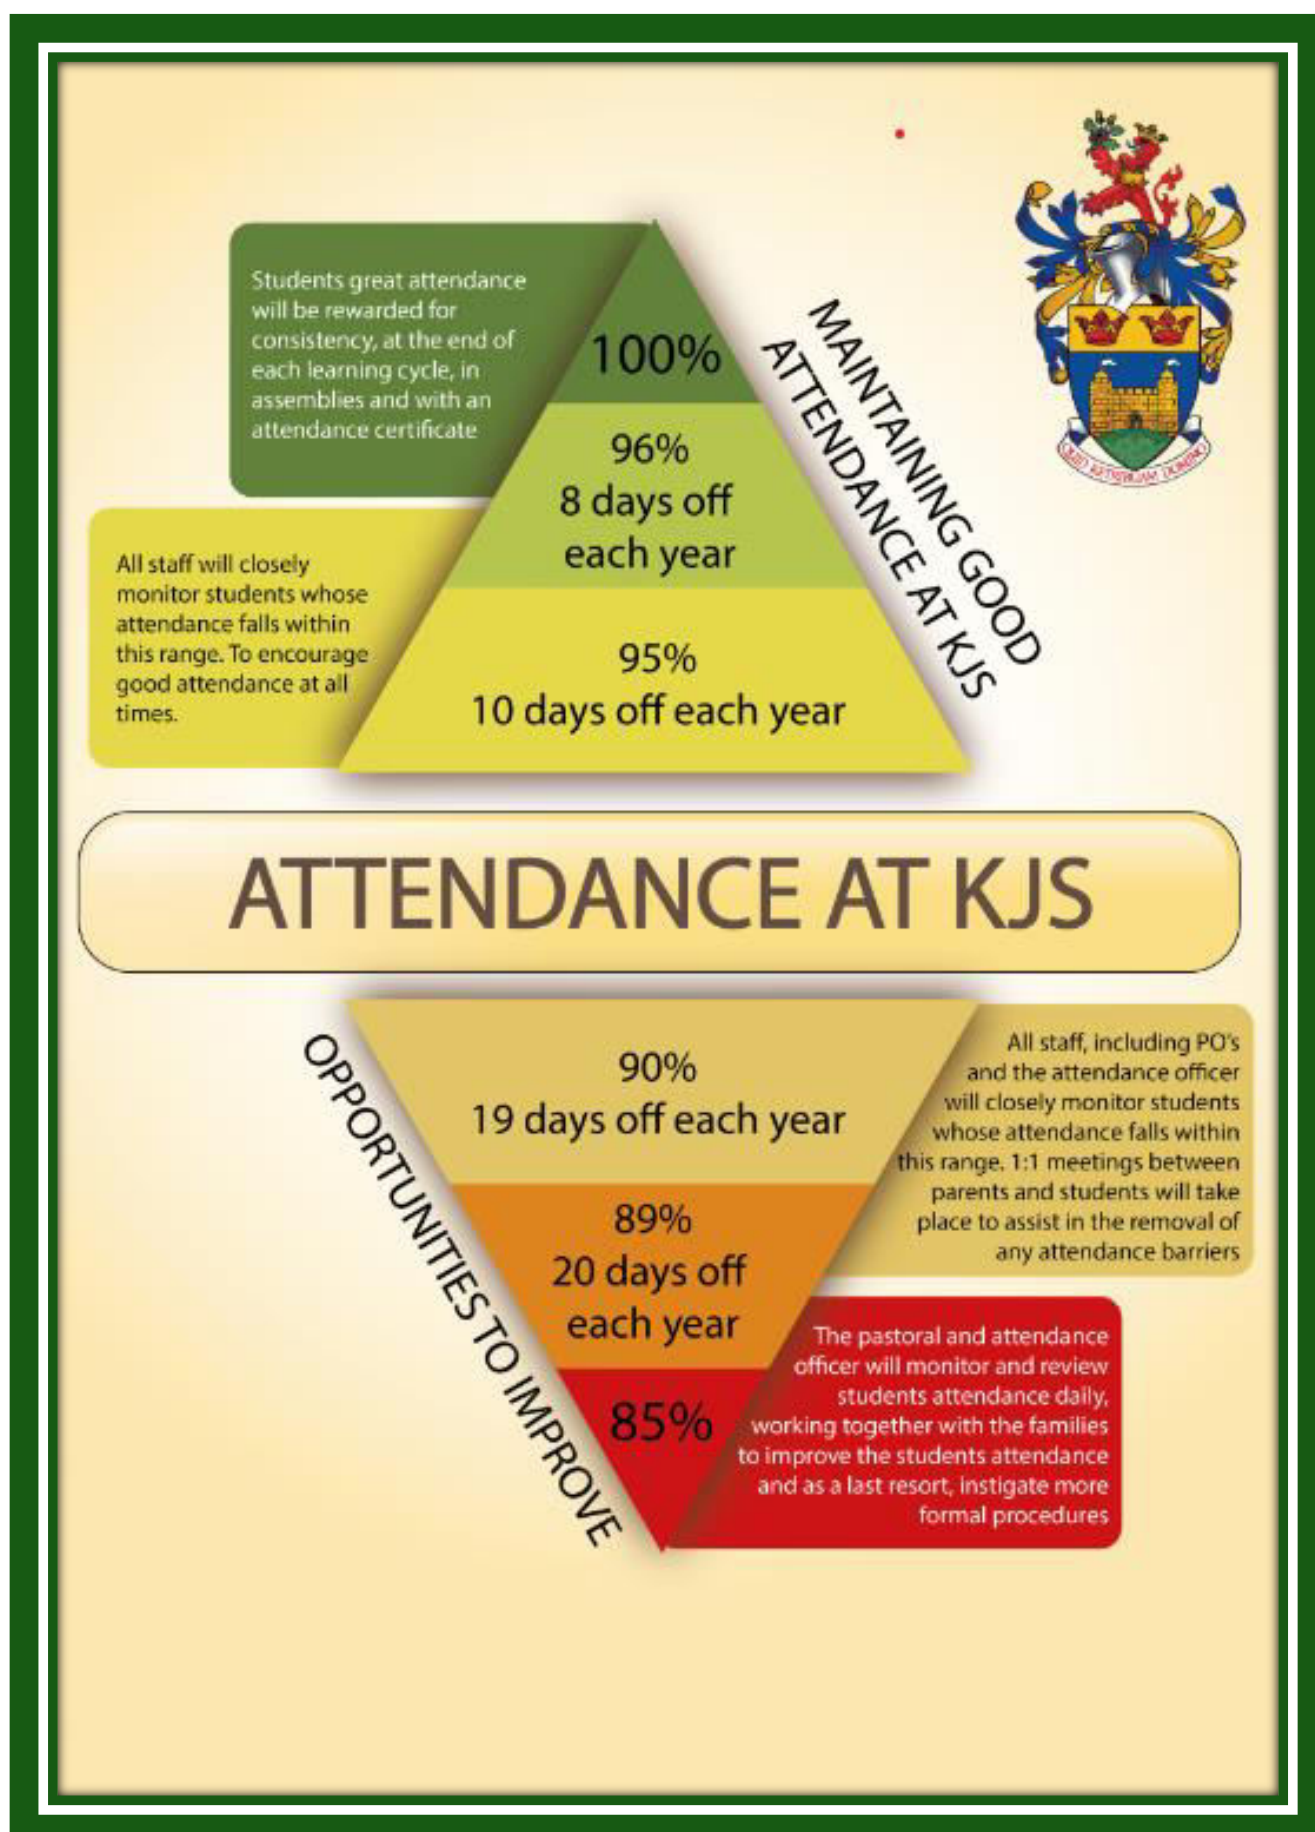 Students great attendance
will be rewarded for
consistency, at the end of
each learning cycle, in
assemblies and with an
attendance certificate
100%
96%
8 days off
each year
MAINTAINING GOOD
ATTENDANCE AT KJS
All staff will closely
monitor students whose
attendance falls within
this range. To encourage
good attendance at all
times.
95%
10 days off each year
ATTENDANCE AT KJS
OPPORTUNITIES TO IMPROVE
90%
19 days off each year
All staff, including PO's
and the attendance officer
will closely monitor students
whose attendance falls within
this range. 1:1 meetings between
parents and students will take
place to assist in the removal of
any attendance barriers
89%
20 days off
each year
85%
The pastoral and attendance
officer will monitor and review
students attendance daily,
working together with the families
to improve the students attendance
and as a last resort, instigate more
formal procedures